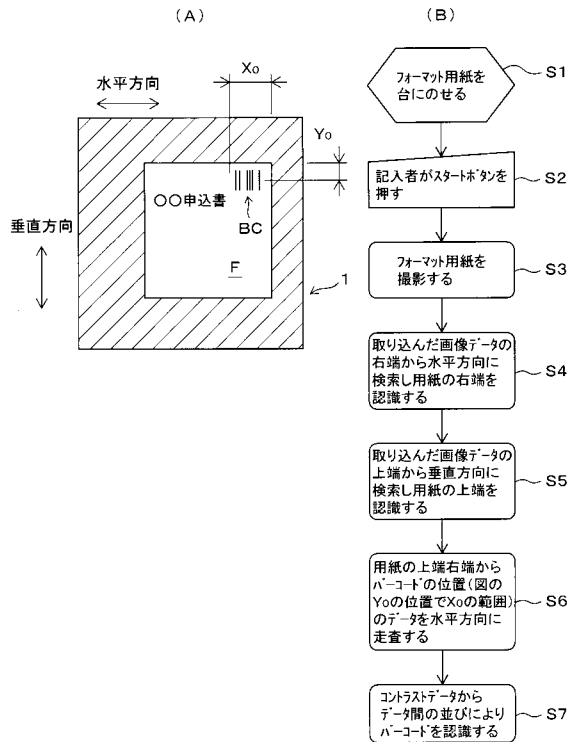 (A)
X₀
水平方向
Y₀
〇〇申込書
BC
垂直方向
F
1
(B)
フォーマット用紙を
台にのせる
S1
記入者がスタートボタンを
押す
S2
フォーマット用紙を
撮影する
S3
取り込んだ画像データの
右端から水平方向に
検索し用紙の右端を
認識する
S4
取り込んだ画像データの
上端から垂直方向に
検索し用紙の上端を
認識する
S5
用紙の上端右端から
バーコードの位置(図の
Y₀の位置でX₀の範囲)
のデータを水平方向に
走査する
S6
コントラストデータから
データ間の並びにより
バーコードを認識する
S7